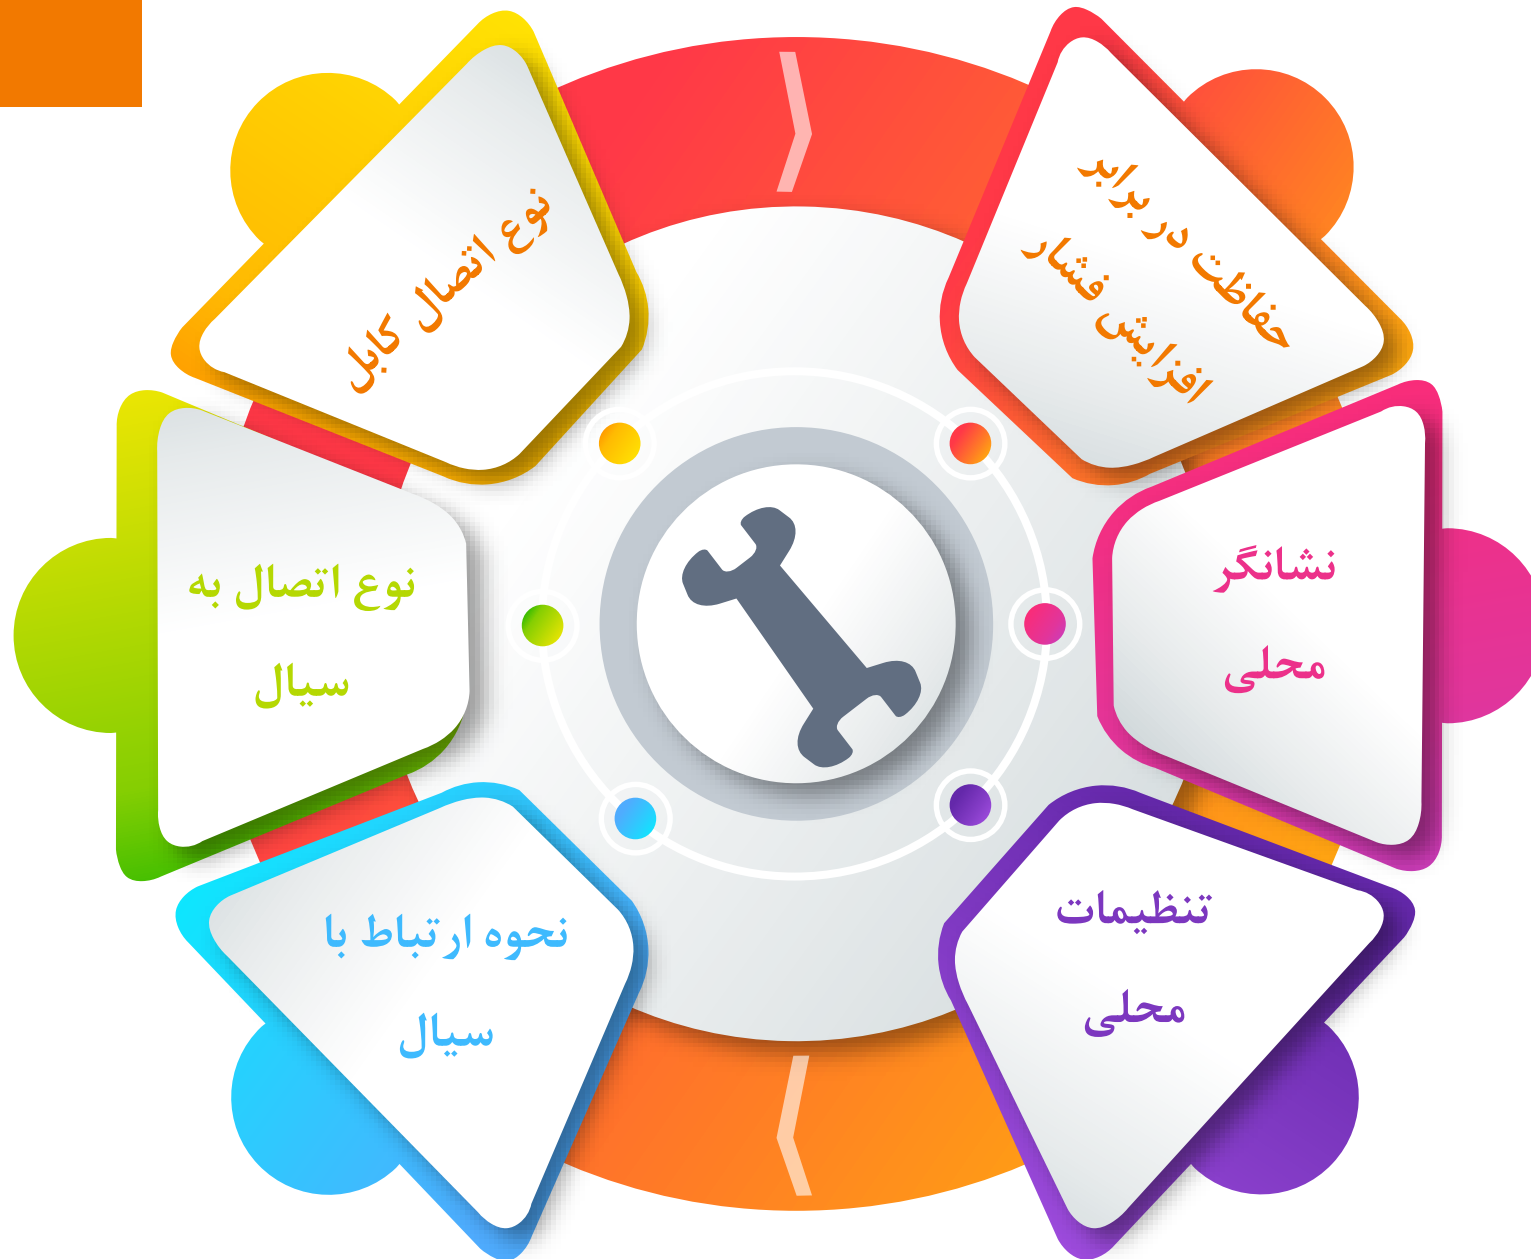 حفاظت در برابر
افزایش فشار
نشانگر
محلی
تنظیمات
محلی
نحوه ارتباط با
سیال
نوع اتصال به
سیال
نوع اتصال کابل